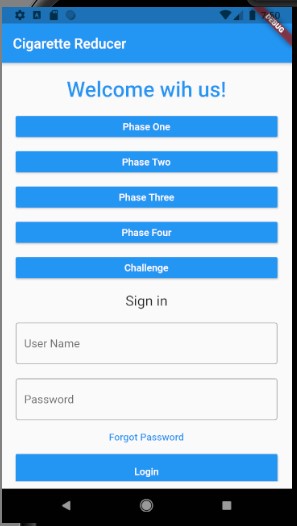 DEBUG
Cigarette Reducer
Welcome wih us!
Phase One
Phase Two
Phase Three
Phase Four
Challenge
Sign in
User Name
Password
Forgot Password
Login